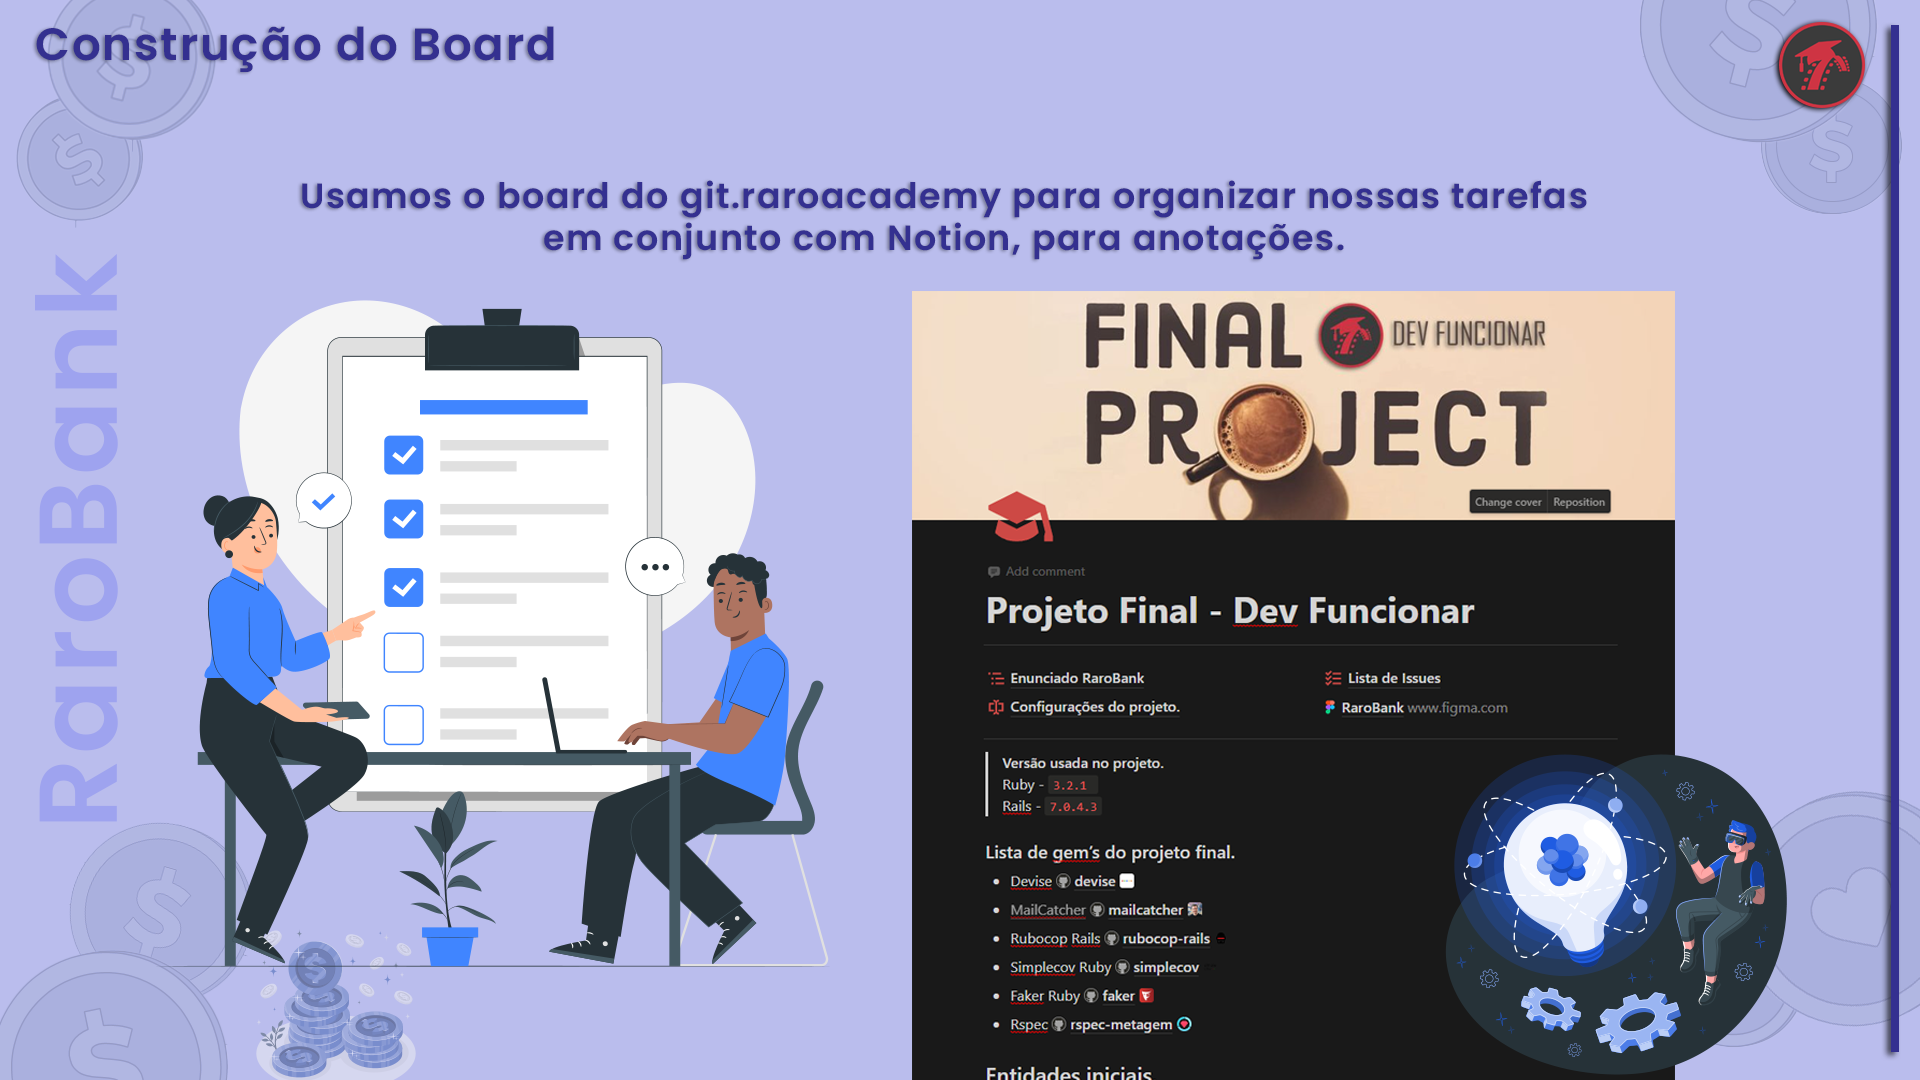 Construção do Board
Usamos o board do git.raroacademy para organizar nossas tarefas
em conjunto com Notion, para anotações.
RaroBank
FINAL
DEV FUNCIONAR
PROJECT
Change cover
Reposition
Add comment
Projeto Final - Dev Funcionar
Enunciado RaroBank
Lista de Issues
Configurações do projeto.
RaroBank www.figma.com
Versão usada no projeto.
Ruby - 3.2.1
Rails - 7.0.4.3
Lista de gem's do projeto final.
Devise devise
MailCatcher mailcatcher
Rubocop Rails rubocop-rails
Simplecov Ruby simplecov
Faker Ruby faker
Rspec rspec-metagem
Entidades iniciais